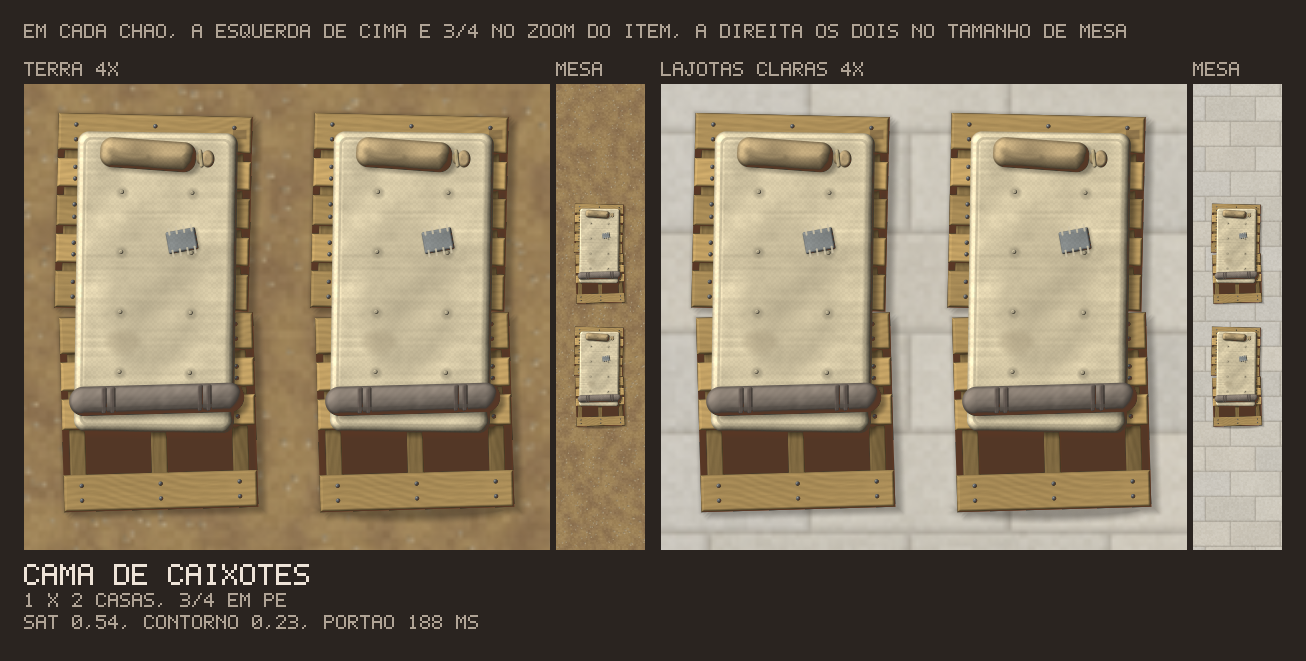 EM CADA CHAO, A ESQUERDA DE CIMA E 3/4 NO ZOOM DO ITEM, A DIREITA OS DOIS NO TAMANHO DE MESA
TERRA 4X
MESA
LAJOTAS CLARAS 4X
MESA
CAMA DE CAIXOTES
1 X 2 CASAS, 3/4 EM PE
SAT 0,54, CONTORNO 0,23, PORTAO 188 MS